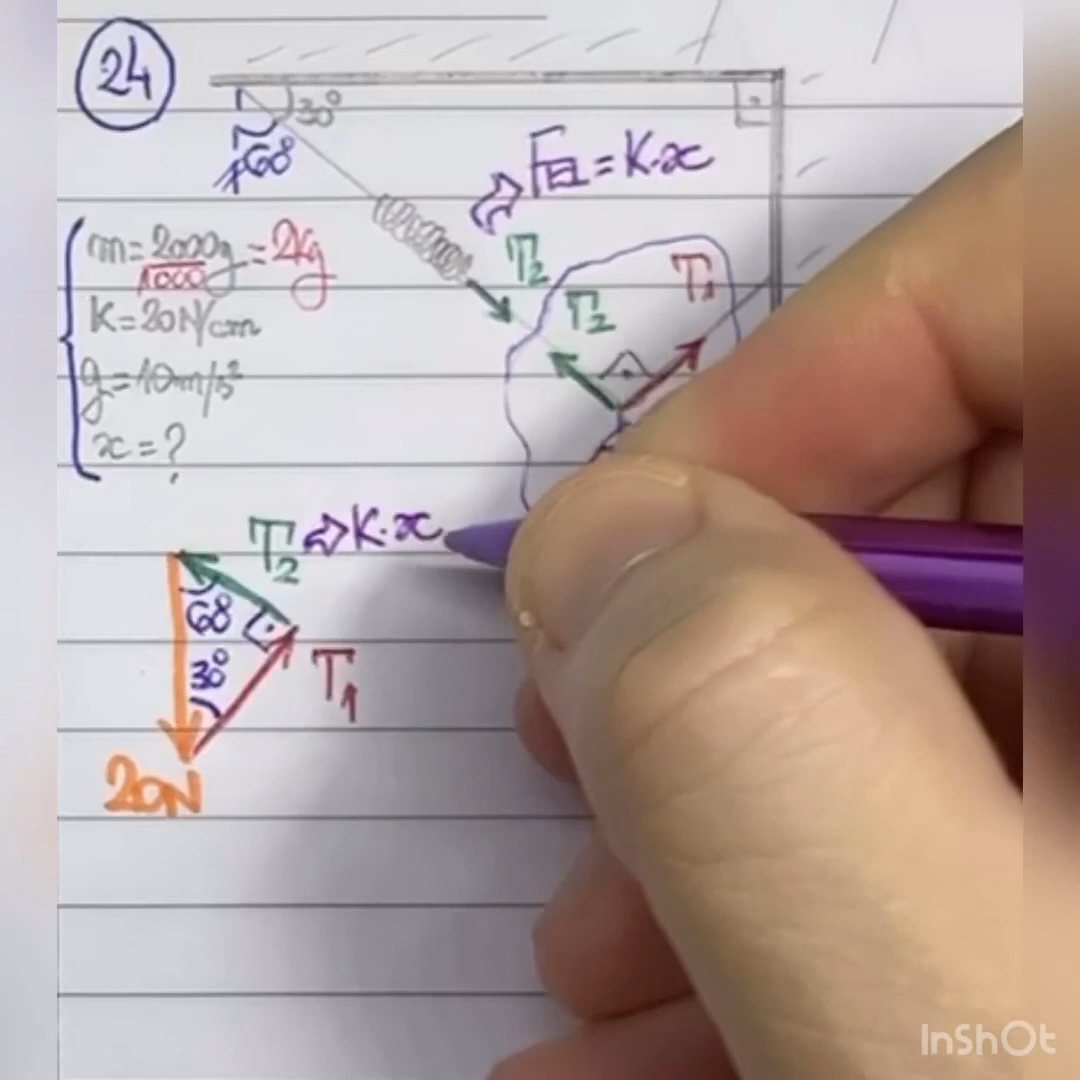 24
30°
60°
F_EL = K·x
m = 2000g = 2Kg
1000
K = 20N/cm
g = 10m/s²
x = ?
T₂
T₂
T₁
T₂ ⇨ K·x
60°
30°
T₁
20N
InShOt